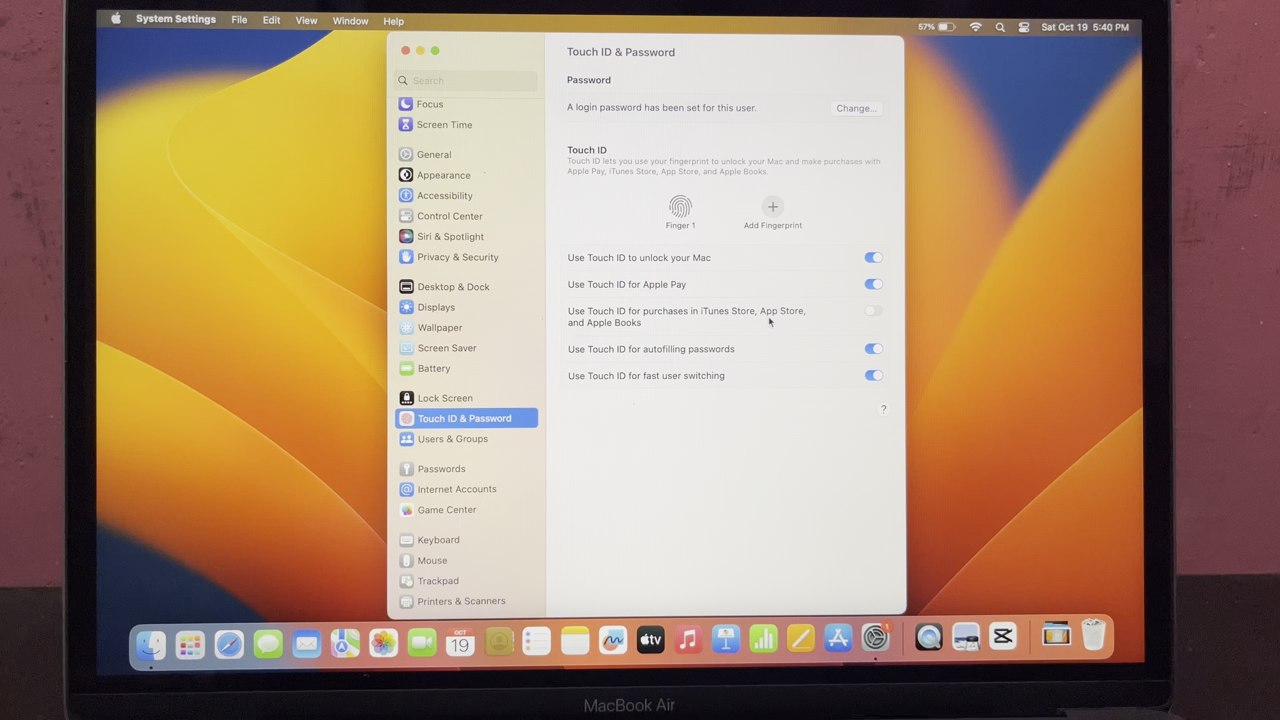 System Settings File Edit View Window Help
57% Sat Oct 19 5:40 PM
Search
Focus
Screen Time
General
Appearance
Accessibility
Control Center
Siri & Spotlight
Privacy & Security
Desktop & Dock
Displays
Wallpaper
Screen Saver
Battery
Lock Screen
Touch ID & Password
Users & Groups
Passwords
Internet Accounts
Game Center
Keyboard
Mouse
Trackpad
Printers & Scanners
Touch ID & Password
Password
A login password has been set for this user.
Change...
Touch ID
Touch ID lets you use your fingerprint to unlock your Mac and make purchases with
Apple Pay, iTunes Store, App Store, and Apple Books.
Finger 1
Add Fingerprint
Use Touch ID to unlock your Mac
Use Touch ID for Apple Pay
Use Touch ID for purchases in iTunes Store, App Store,
and Apple Books
Use Touch ID for autofilling passwords
Use Touch ID for fast user switching
?
OCT
19
tv
1
MacBook Air